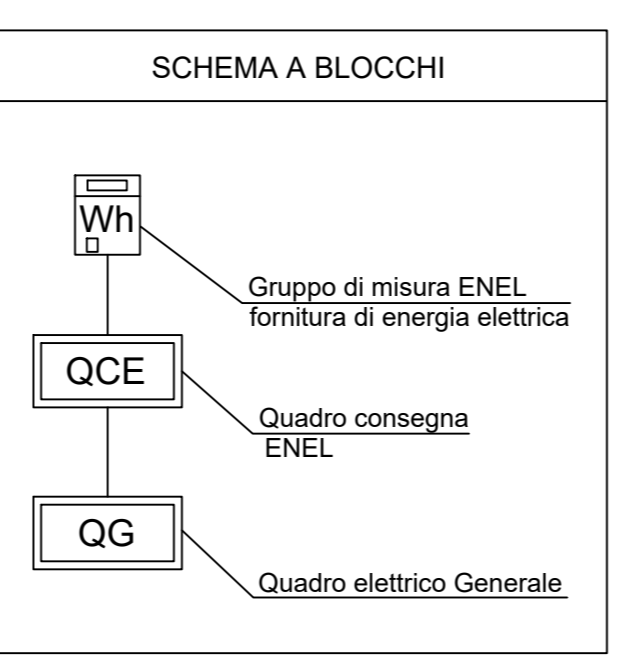 SCHEMA A BLOCCHI
Wh
Gruppo di misura ENEL
fornitura di energia elettrica
QCE
Quadro consegna
ENEL
QG
Quadro elettrico Generale